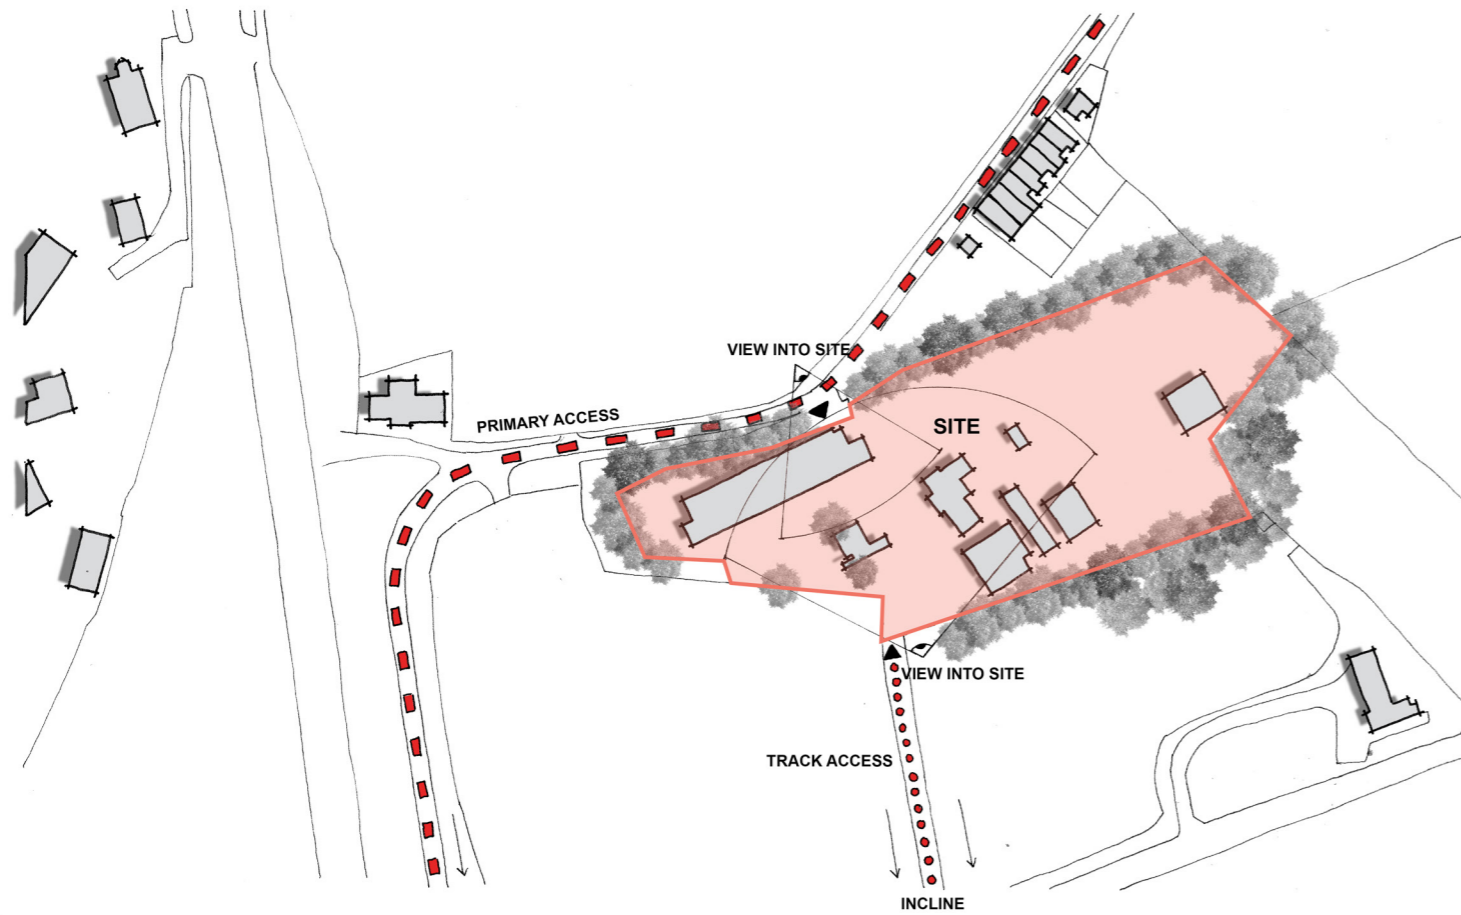 VIEW INTO SITE
PRIMARY ACCESS
SITE
VIEW INTO SITE
TRACK ACCESS
INCLINE